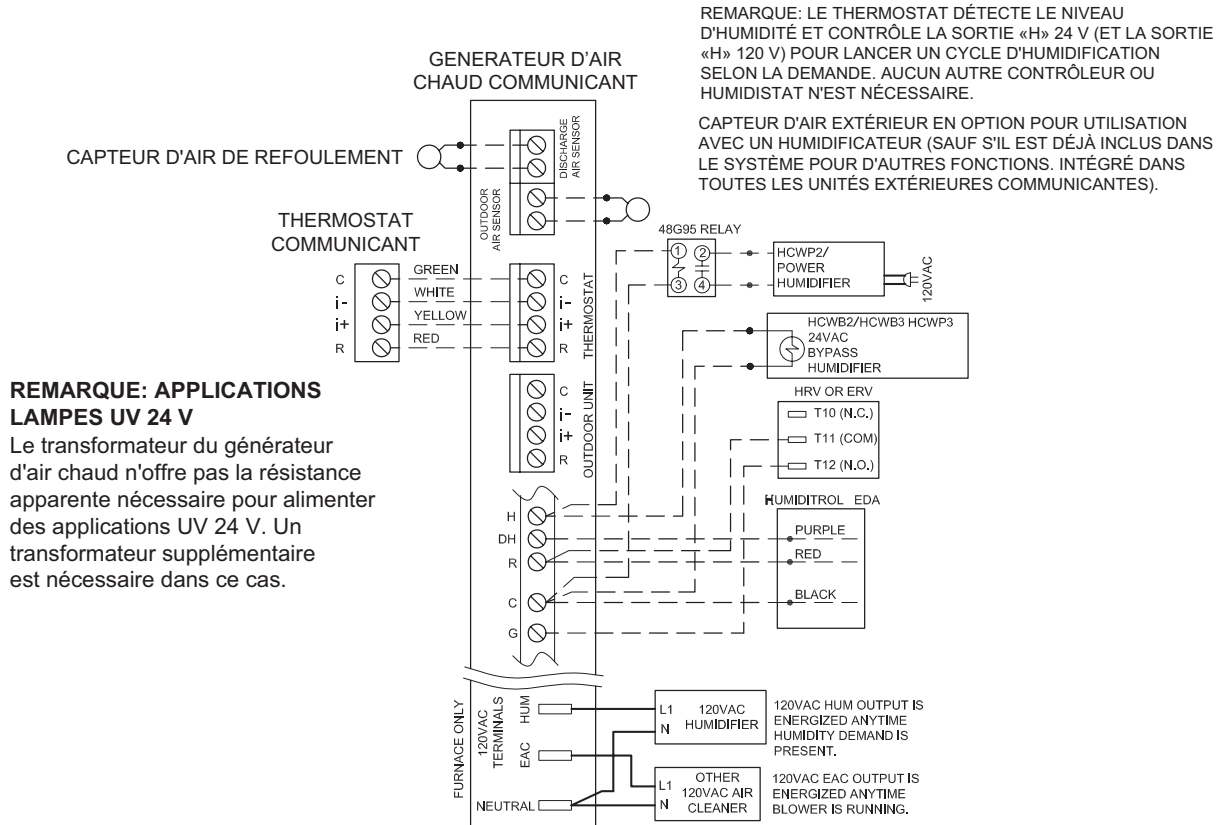 REMARQUE: LE THERMOSTAT DÉTECTE LE NIVEAU
D'HUMIDITÉ ET CONTRÔLE LA SORTIE «H» 24 V (ET LA SORTIE
«H» 120 V) POUR LANCER UN CYCLE D'HUMIDIFICATION
SELON LA DEMANDE. AUCUN AUTRE CONTRÔLEUR OU
HUMIDISTAT N'EST NÉCESSAIRE.
CAPTEUR D'AIR EXTÉRIEUR EN OPTION POUR UTILISATION
AVEC UN HUMIDIFICATEUR (SAUF S'IL EST DÉJÀ INCLUS DANS
LE SYSTÈME POUR D'AUTRES FONCTIONS. INTÉGRÉ DANS
TOUTES LES UNITÉS EXTÉRIEURES COMMUNICANTES).
GENERATEUR D'AIR
CHAUD COMMUNICANT
CAPTEUR D'AIR DE REFOULEMENT
DISCHARGE
AIR SENSOR
OUTDOOR
AIR SENSOR
THERMOSTAT
COMMUNICANT
C
i-
i+
R
GREEN
WHITE
YELLOW
RED
C
i-
i+
R
THERMOSTAT
C
i-
i+
R
OUTDOOR UNIT
48G95 RELAY
1
2
3
4
HCWP2/
POWER
HUMIDIFIER
120VAC
HCWB2/HCWB3 HCWP3
24VAC
BYPASS
HUMIDIFIER
HRV OR ERV
T10 (N.C.)
T11 (COM)
T12 (N.O.)
HUMIDITROL EDA
PURPLE
RED
BLACK
H
DH
R
C
G
REMARQUE: APPLICATIONS
LAMPES UV 24 V
Le transformateur du générateur
d'air chaud n'offre pas la résistance
apparente nécessaire pour alimenter
des applications UV 24 V. Un
transformateur supplémentaire
est nécessaire dans ce cas.
FURNACE ONLY
120VAC
TERMINALS
HUM
EAC
NEUTRAL
L1
N
120VAC
HUMIDIFIER
120VAC HUM OUTPUT IS
ENERGIZED ANYTIME
HUMIDITY DEMAND IS
PRESENT.
L1
N
OTHER
120VAC AIR
CLEANER
120VAC EAC OUTPUT IS
ENERGIZED ANYTIME
BLOWER IS RUNNING.